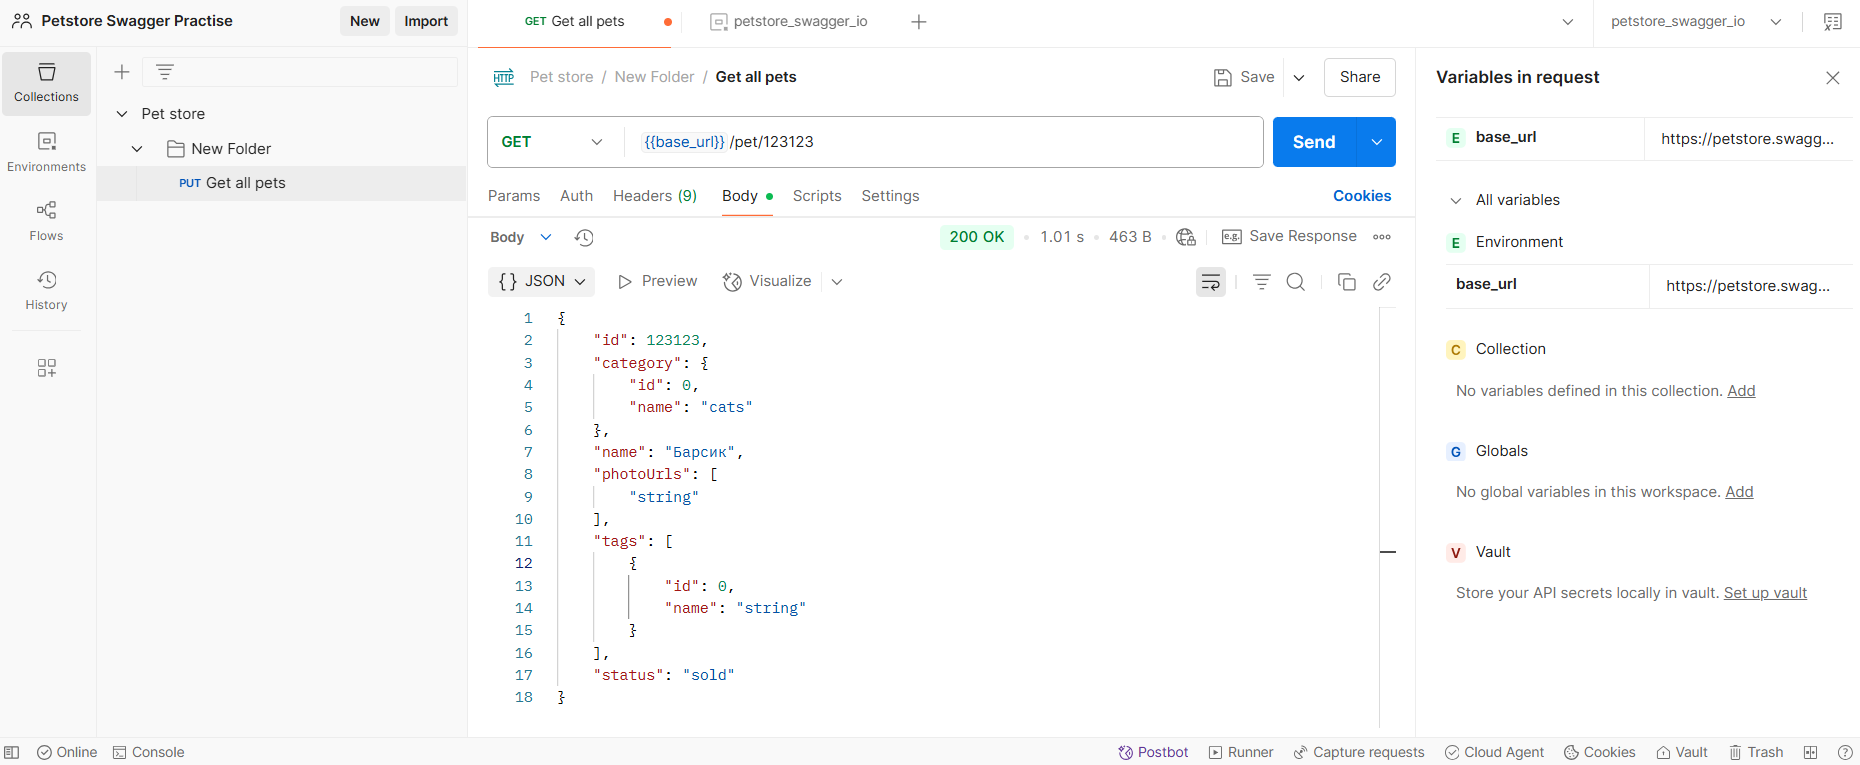 Petstore Swagger Practise New Import GET Get all pets petstore_swagger_io petstore_swagger_io
Collections
Environments
Flows
History
Pet store
New Folder
PUT Get all pets
HTTP Pet store / New Folder / Get all pets Save Share
GET {{base_url}} /pet/123123 Send
Params Auth Headers (9) Body Scripts Settings Cookies
Body 200 OK 1.01 s 463 B e.g. Save Response
{} JSON Preview Visualize
1 {
2 "id": 123123,
3 "category": {
4 "id": 0,
5 "name": "cats"
6 },
7 "name": "Барсик",
8 "photoUrls": [
9 "string"
10 ],
11 "tags": [
12 {
13 "id": 0,
14 "name": "string"
15 }
16 ],
17 "status": "sold"
18 }
Variables in request
E base_url https://petstore.swagg...
All variables
E Environment
base_url https://petstore.swag...
C Collection
No variables defined in this collection. Add
G Globals
No global variables in this workspace. Add
V Vault
Store your API secrets locally in vault. Set up vault
Online Console Postbot Runner Capture requests Cloud Agent Cookies Vault Trash